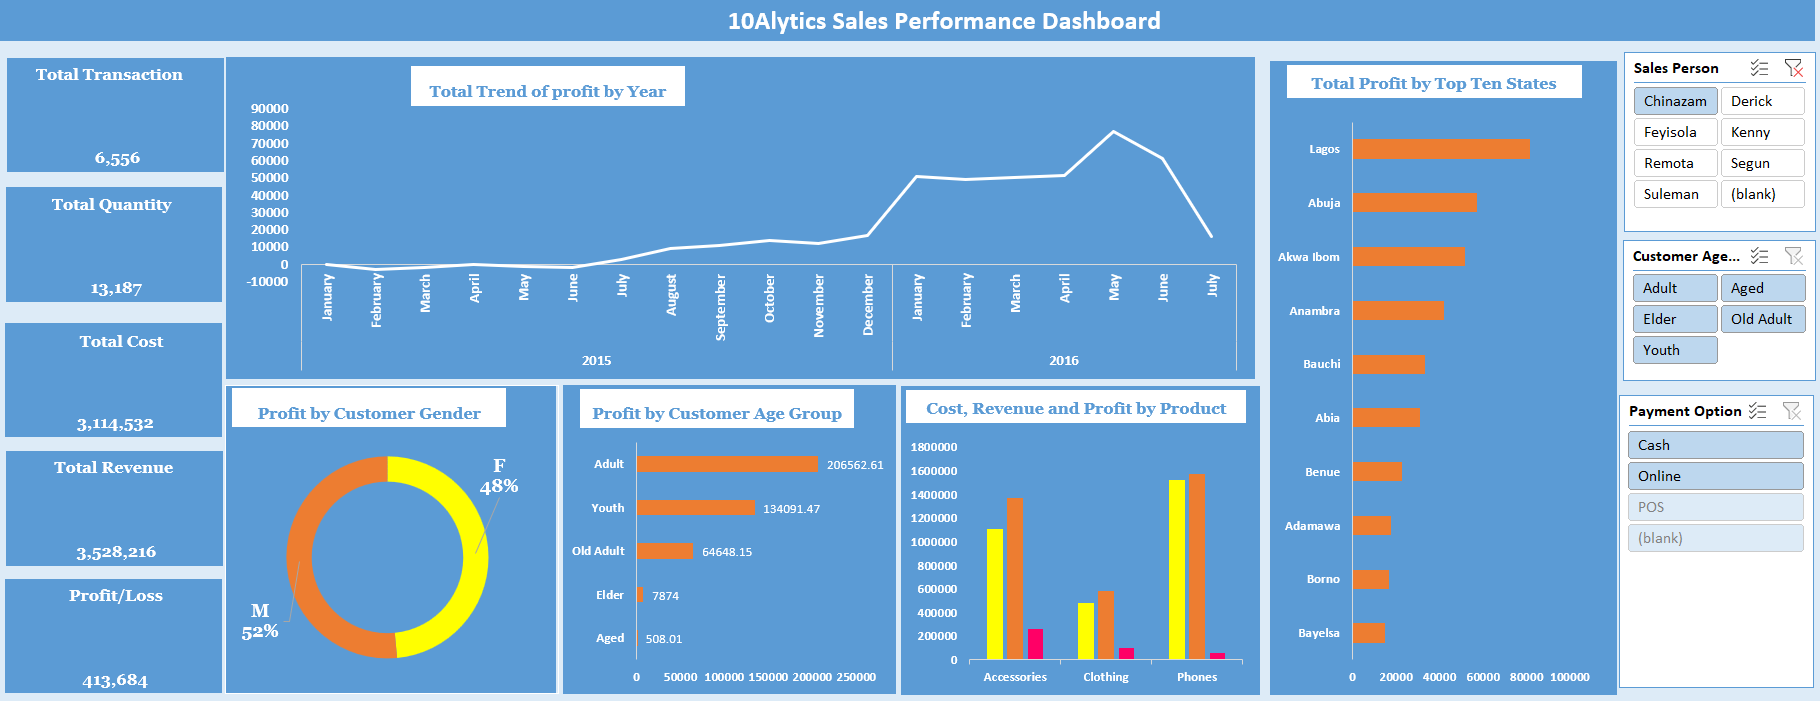 10Alytics Sales Performance Dashboard
Total Transaction
6,556
Total Quantity
13,187
Total Cost
3,114,532
Total Revenue
3,528,216
Profit/Loss
413,684
Total Trend of profit by Year
90000
80000
70000
60000
50000
40000
30000
20000
10000
0
-10000
January
February
March
April
May
June
July
August
September
October
November
December
January
February
March
April
May
June
July
2015
2016
Profit by Customer Gender
F
48%
M
52%
Profit by Customer Age Group
Adult
206562.61
Youth
134091.47
Old Adult
64648.15
Elder
7874
Aged
508.01
0 50000 100000 150000 200000 250000
Cost, Revenue and Profit by Product
1800000
1600000
1400000
1200000
1000000
800000
600000
400000
200000
0
Accessories Clothing Phones
Total Profit by Top Ten States
Lagos
Abuja
Akwa Ibom
Anambra
Bauchi
Abia
Benue
Adamawa
Borno
Bayelsa
0 20000 40000 60000 80000 100000
Sales Person
Chinazam Derick
Feyisola Kenny
Remota Segun
Suleman (blank)
Customer Age...
Adult Aged
Elder Old Adult
Youth
Payment Option
Cash
Online
POS
(blank)